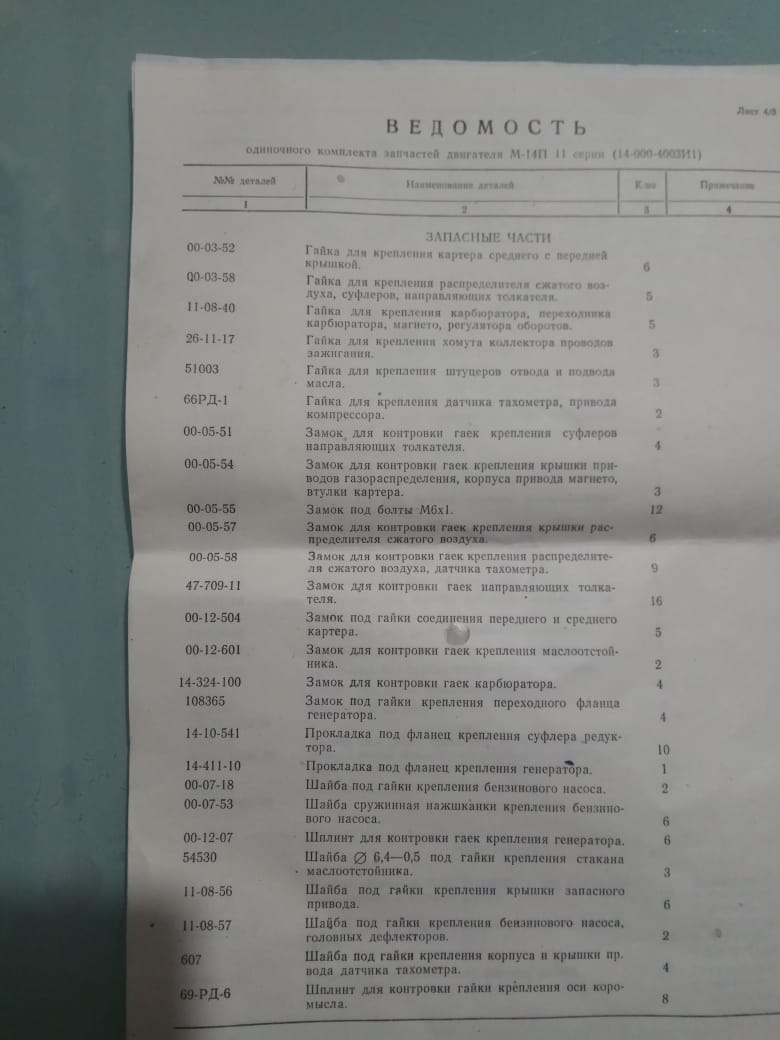 Лист 4/8
ВЕДОМОСТЬ
одиночного комплекта запчастей двигателя М-14П 11 серии (14-000-4003И1)
№№ деталей Наименование деталей К-во Примечание
1 2 3 4
ЗАПАСНЫЕ ЧАСТИ
00-03-52 Гайка для крепления картера среднего с передней
крышкой. 6
00-03-58 Гайка для крепления распределителя сжатого воз-
духа, суфлеров, направляющих толкателя. 5
11-08-40 Гайка для крепления карбюратора, переходника
карбюратора, магнето, регулятора оборотов. 5
26-11-17 Гайка для крепления хомута коллектора проводов
зажигания. 3
51003 Гайка для крепления штуцеров отвода и подвода
масла. 3
66РД-1 Гайка для крепления датчика тахометра, привода
компрессора. 2
00-05-51 Замок для контровки гаек крепления суфлеров
направляющих толкателя. 4
00-05-54 Замок для контровки гаек крепления крышки при-
водов газораспределения, корпуса привода магнето,
втулки картера. 3
00-05-55 Замок под болты М6х1. 12
00-05-57 Замок для контровки гаек крепления крышки рас-
пределителя сжатого воздуха. 6
00-05-58 Замок для контровки гаек крепления распределите-
ля сжатого воздуха, датчика тахометра. 9
47-709-11 Замок для контровки гаек направляющих толка-
теля. 16
00-12-504 Замок под гайки соединения переднего и среднего
картера. 5
00-12-601 Замок для контровки гаек крепления маслоотстой-
ника. 2
14-324-100 Замок для контровки гаек карбюратора. 4
108365 Замок под гайки крепления переходного фланца
генератора. 4
14-10-541 Прокладка под фланец крепления суфлера редук-
тора. 10
14-411-10 Прокладка под фланец крепления генератора. 1
00-07-18 Шайба под гайки крепления бензинового насоса. 2
00-07-53 Шайба сружинная крепления бензино-
вого насоса. 6
00-12-07 Шплинт для контровки гаек крепления генератора. 6
54530 Шайба ∅ 6,4—0,5 под гайки крепления стакана
маслоотстойника. 3
11-08-56 Шайба под гайки крепления крышки запасного
привода. 6
11-08-57 Шайба под гайки крепления бензинового насоса,
головных дефлекторов. 2
607 Шайба под гайки крепления корпуса и крышки пр.
вода датчика тахометра. 4
69-РД-6 Шплинт для контровки гайки крепления оси коро-
мысла. 8